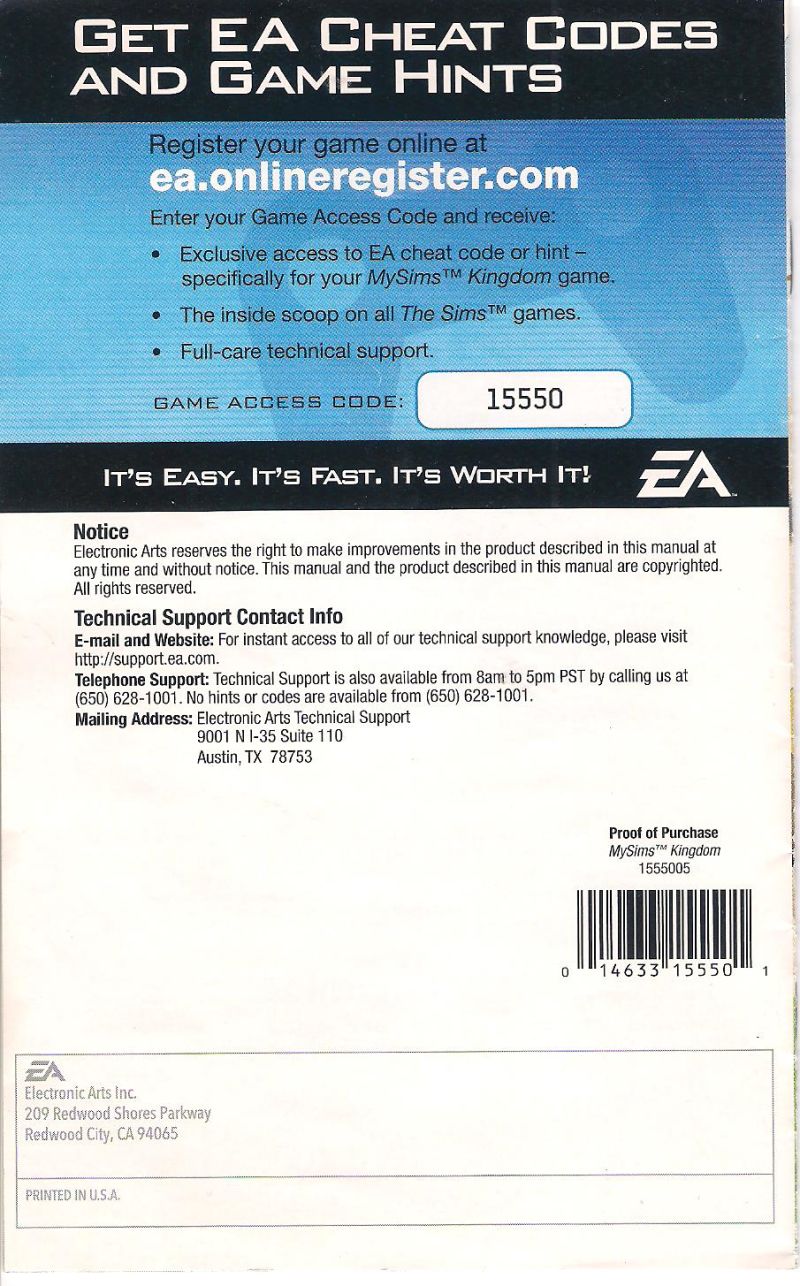 GET EA CHEAT CODES
AND GAME HINTS
Register your game online at
ea.onlineregister.com
Enter your Game Access Code and receive:
• Exclusive access to EA cheat code or hint –
specifically for your MySims™ Kingdom game.
• The inside scoop on all The Sims™ games.
• Full-care technical support.
GAME ACCESS CODE: 15550
IT'S EASY. IT'S FAST. IT'S WORTH IT! EA™
Notice
Electronic Arts reserves the right to make improvements in the product described in this manual at
any time and without notice. This manual and the product described in this manual are copyrighted.
All rights reserved.
Technical Support Contact Info
E-mail and Website: For instant access to all of our technical support knowledge, please visit
http://support.ea.com.
Telephone Support: Technical Support is also available from 8am to 5pm PST by calling us at
(650) 628-1001. No hints or codes are available from (650) 628-1001.
Mailing Address: Electronic Arts Technical Support
9001 N I-35 Suite 110
Austin, TX 78753
Proof of Purchase
MySims™ Kingdom
1555005
0 14633 15550 1
EA
Electronic Arts Inc.
209 Redwood Shores Parkway
Redwood City, CA 94065
PRINTED IN U.S.A.